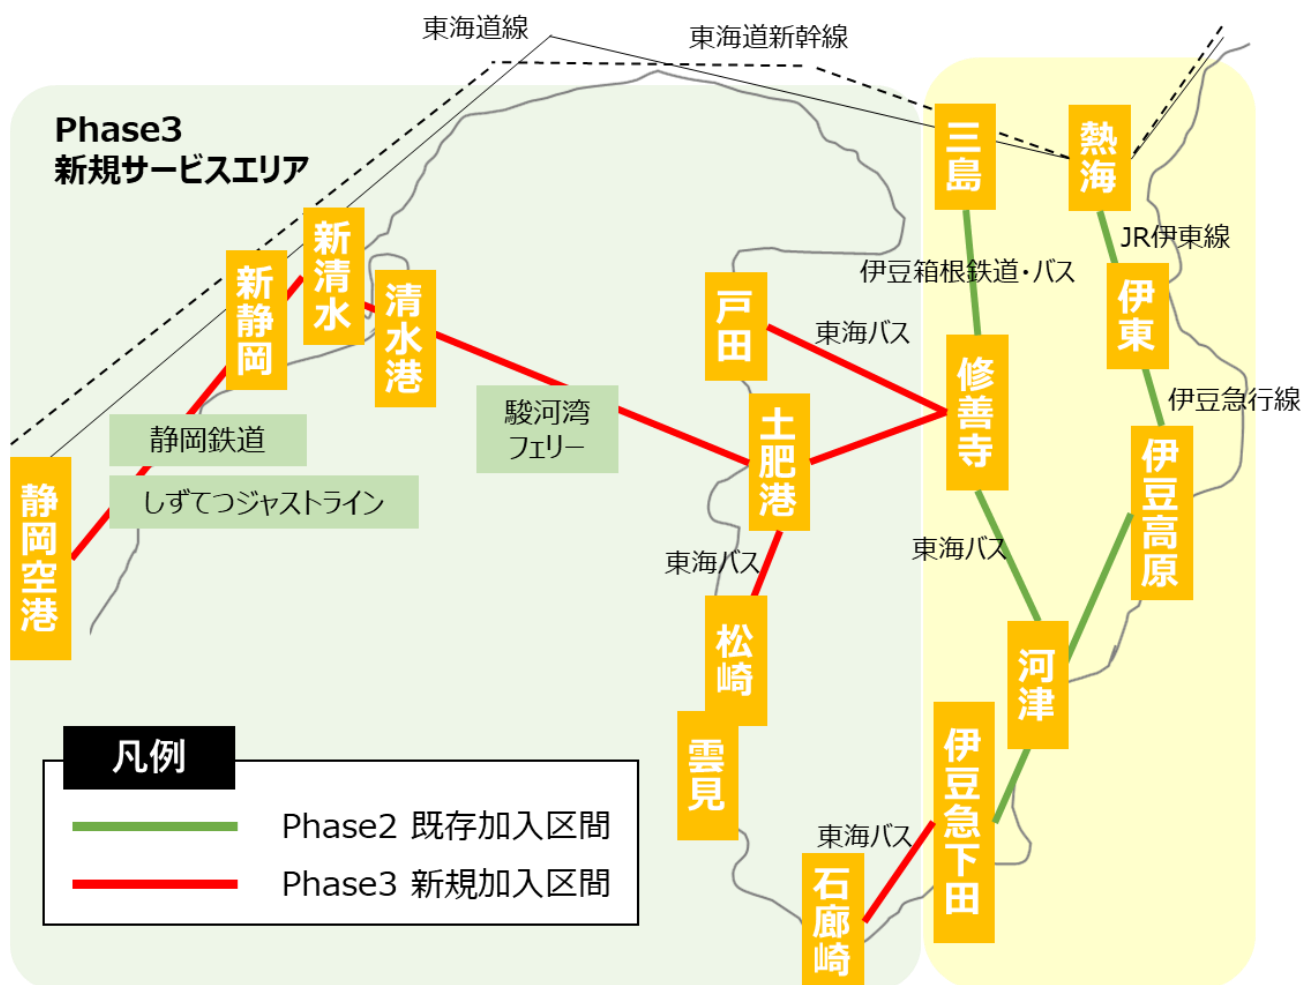 東海道線
東海道新幹線
Phase3
新規サービスエリア
三島
熱海
JR伊東線
新清水
新静岡
清水港
戸田
伊豆箱根鉄道・バス
伊東
東海バス
修善寺
伊豆急行線
駿河湾
フェリー
土肥港
静岡鉄道
しずてつジャストライン
静岡空港
伊豆高原
東海バス
東海バス
松崎
河津
雲見
伊豆急下田
東海バス
石廊崎
凡例
Phase2 既存加入区間
Phase3 新規加入区間